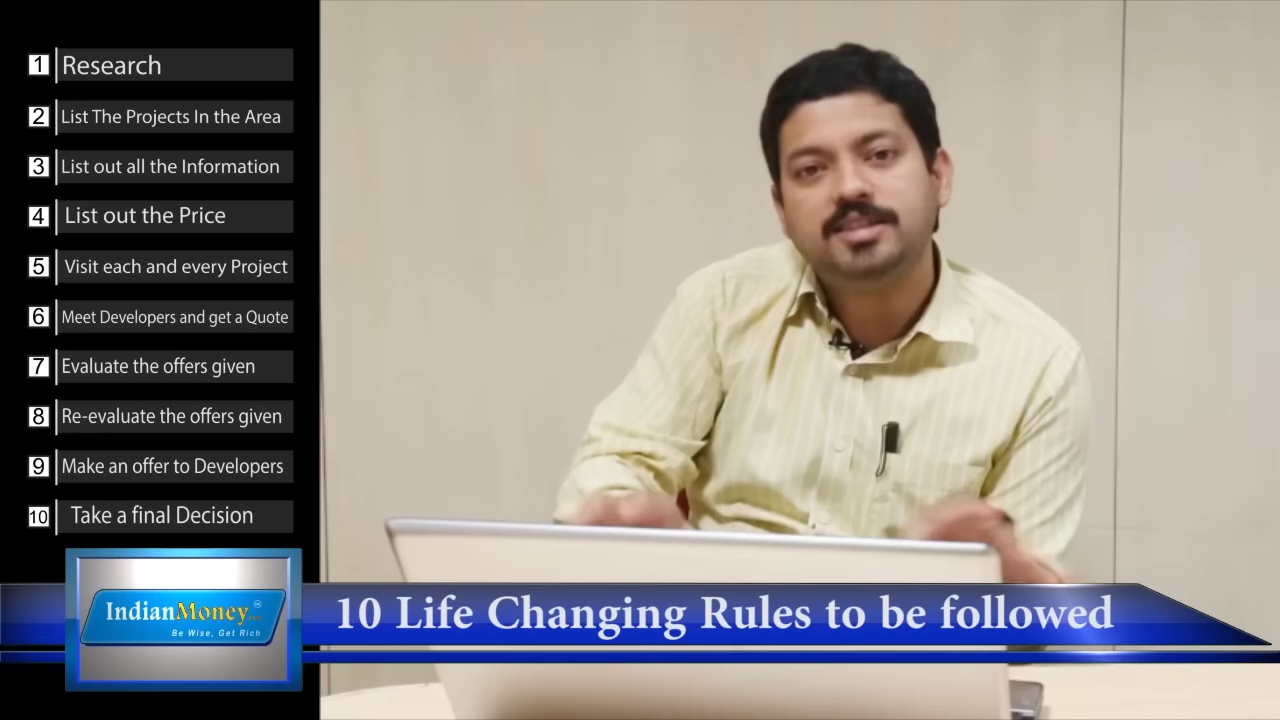 1 Research
2 List The Projects In the Area
3 List out all the Information
4 List out the Price
5 Visit each and every Project
6 Meet Developers and get a Quote
7 Evaluate the offers given
8 Re-evaluate the offers given
9 Make an offer to Developers
10 Take a final Decision
IndianMoney
Be Wise, Get Rich
10 Life Changing Rules to be followed